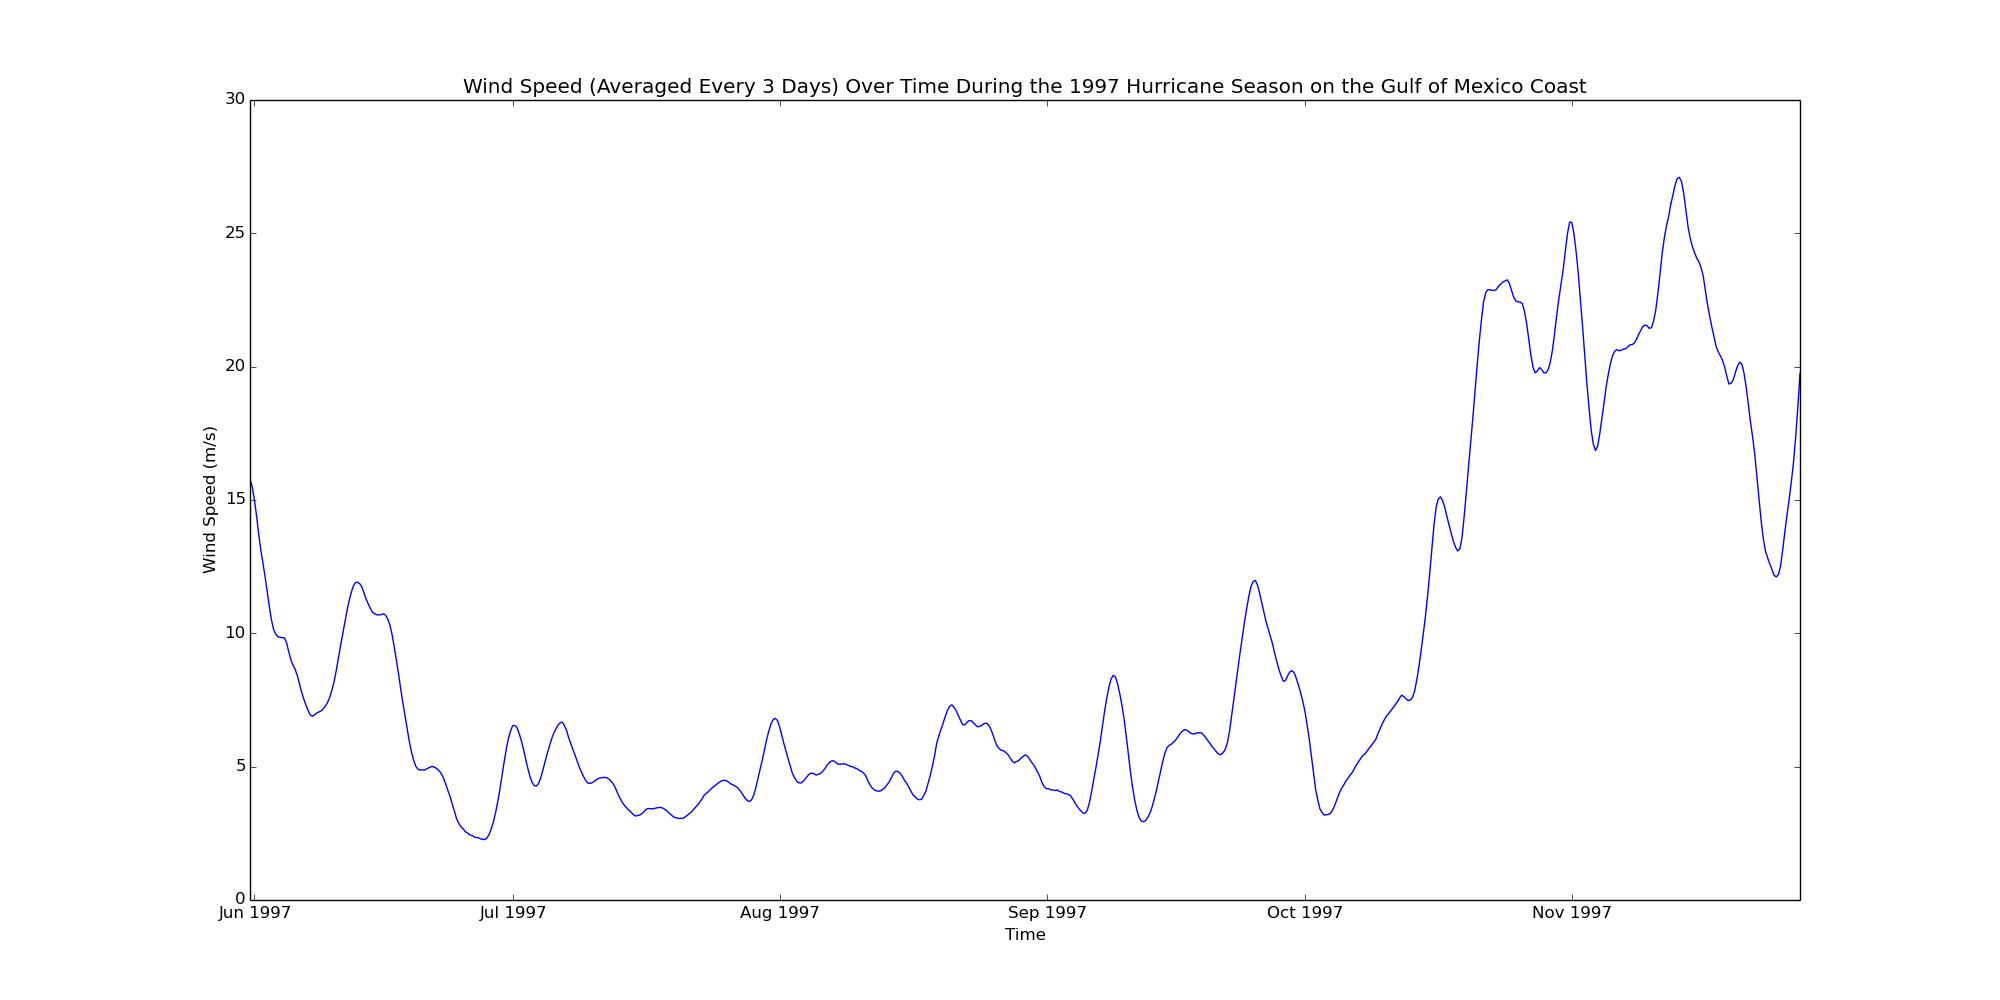 Wind Speed (Averaged Every 3 Days) Over Time During the 1997 Hurricane Season on the Gulf of Mexico Coast
30
25
20
15
10
5
0
Wind Speed (m/s)
Jun 1997 Jul 1997 Aug 1997 Sep 1997 Oct 1997 Nov 1997
Time